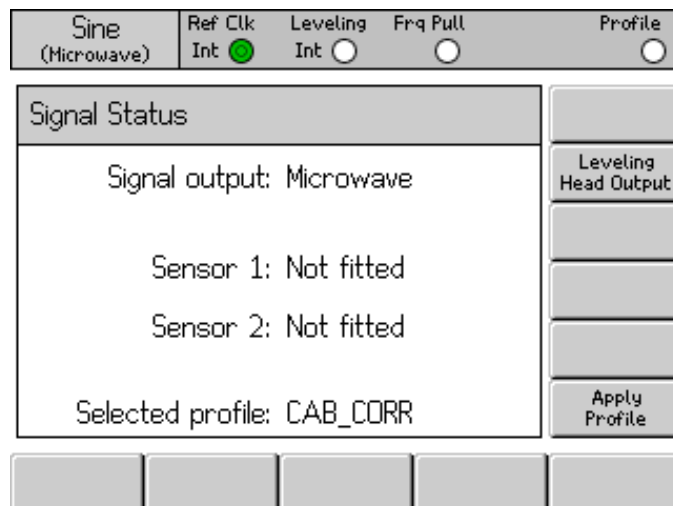 Sine
(Microwave)
Ref Clk
Int
Leveling
Int
Frq Pull
Profile
Signal Status
Signal output: Microwave
Sensor 1: Not fitted
Sensor 2: Not fitted
Selected profile: CAB_CORR
Leveling
Head Output
Apply
Profile